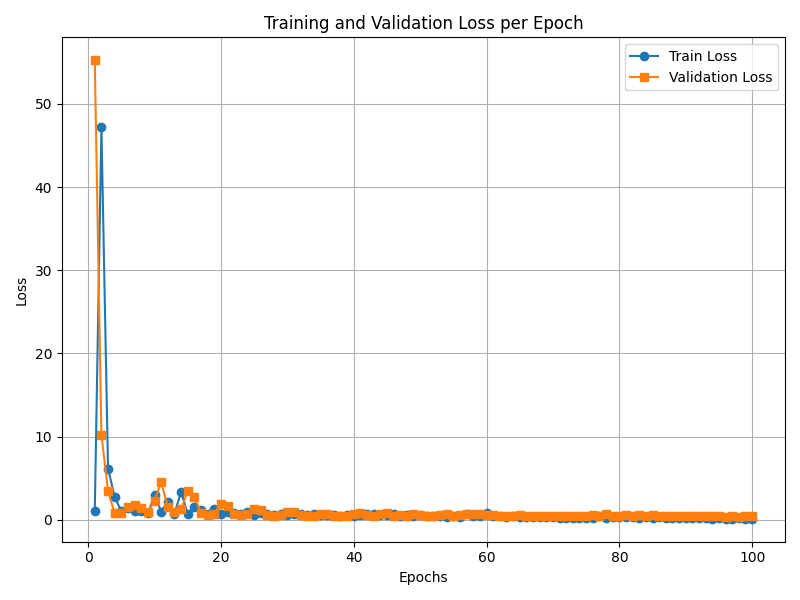 Training and Validation Loss per Epoch
Train Loss
Validation Loss
50
40
30
20
10
0
Loss
0 20 40 60 80 100
Epochs